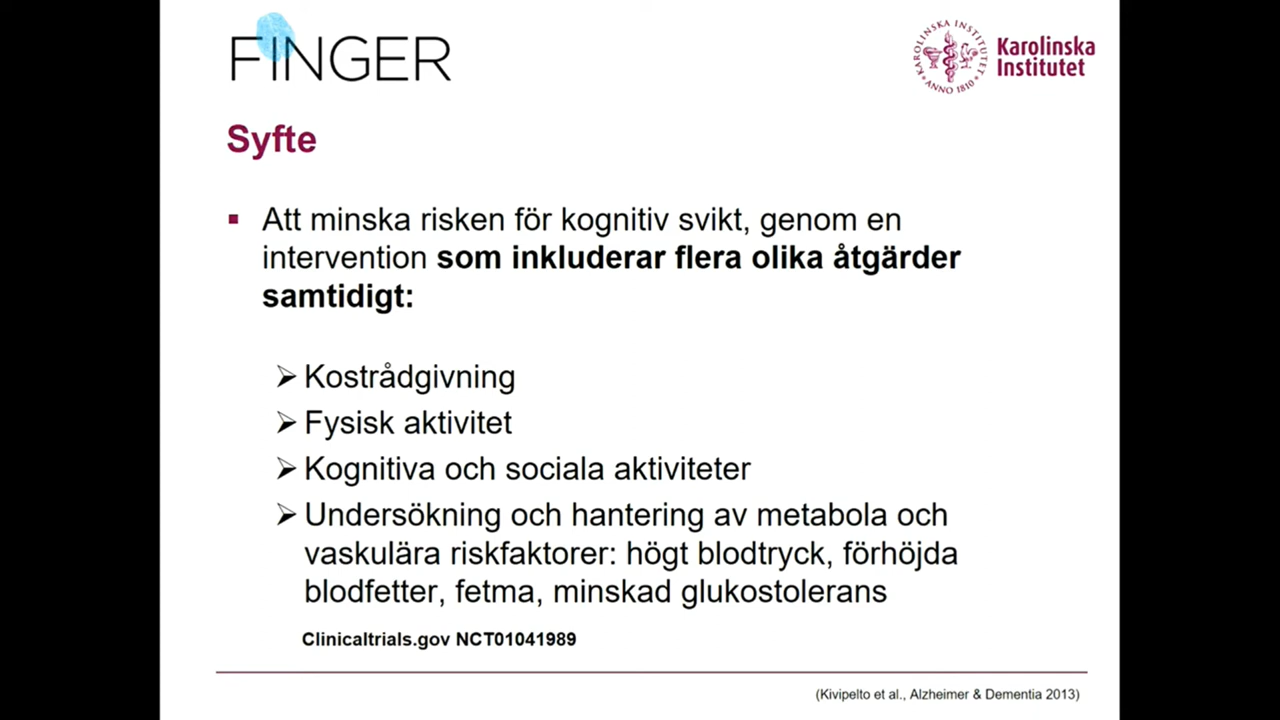 FINGER
KAROLINSKA INSTITUTET
ANNO 1810
Karolinska
Institutet
Syfte
▪ Att minska risken för kognitiv svikt, genom en
intervention som inkluderar flera olika åtgärder
samtidigt:
➢ Kostrådgivning
➢ Fysisk aktivitet
➢ Kognitiva och sociala aktiviteter
➢ Undersökning och hantering av metabola och
vaskulära riskfaktorer: högt blodtryck, förhöjda
blodfetter, fetma, minskad glukostolerans
Clinicaltrials.gov NCT01041989
(Kivipelto et al., Alzheimer & Dementia 2013)